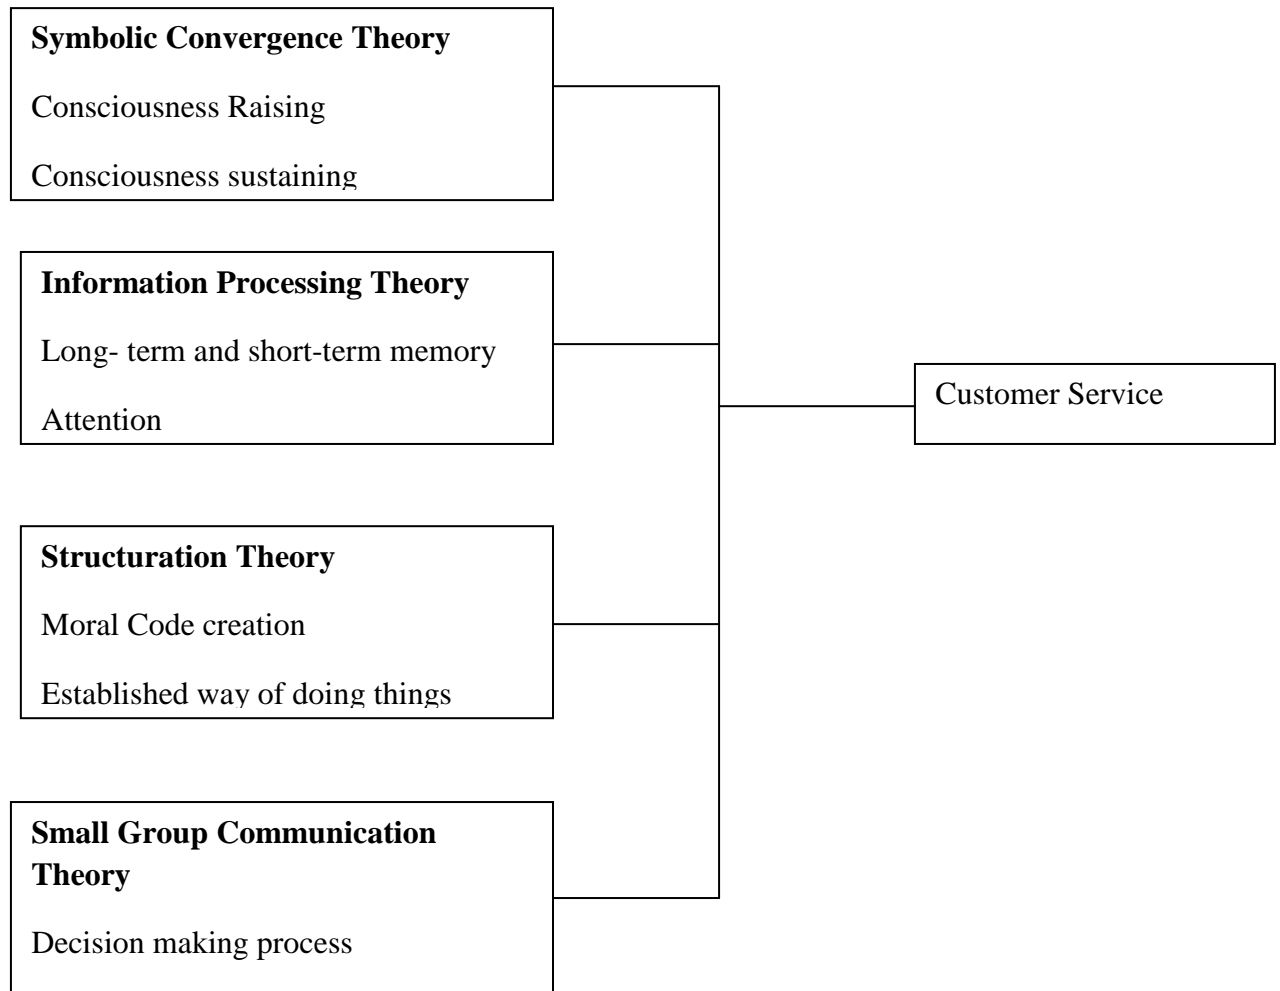 Symbolic Convergence Theory
Consciousness Raising
Consciousness sustaining
Information Processing Theory
Long- term and short-term memory
Attention
Customer Service
Structuration Theory
Moral Code creation
Established way of doing things
Small Group Communication
Theory
Decision making process